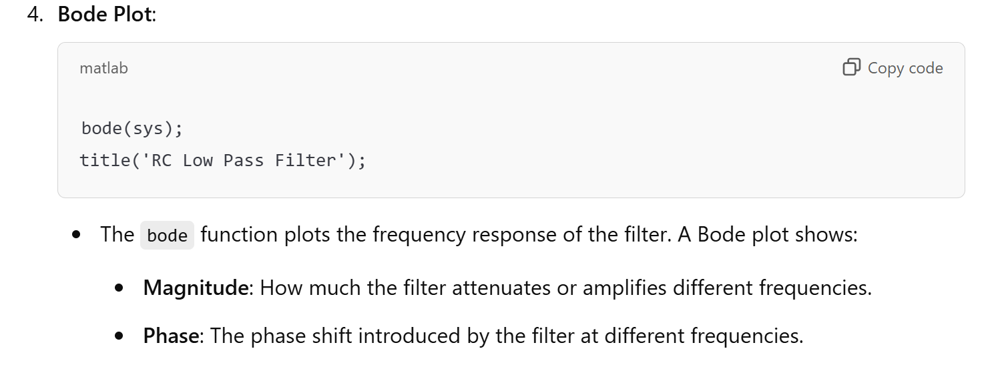 4. Bode Plot:
matlab
Copy code
bode(sys);
title('RC Low Pass Filter');
• The bode function plots the frequency response of the filter. A Bode plot shows:
• Magnitude: How much the filter attenuates or amplifies different frequencies.
• Phase: The phase shift introduced by the filter at different frequencies.